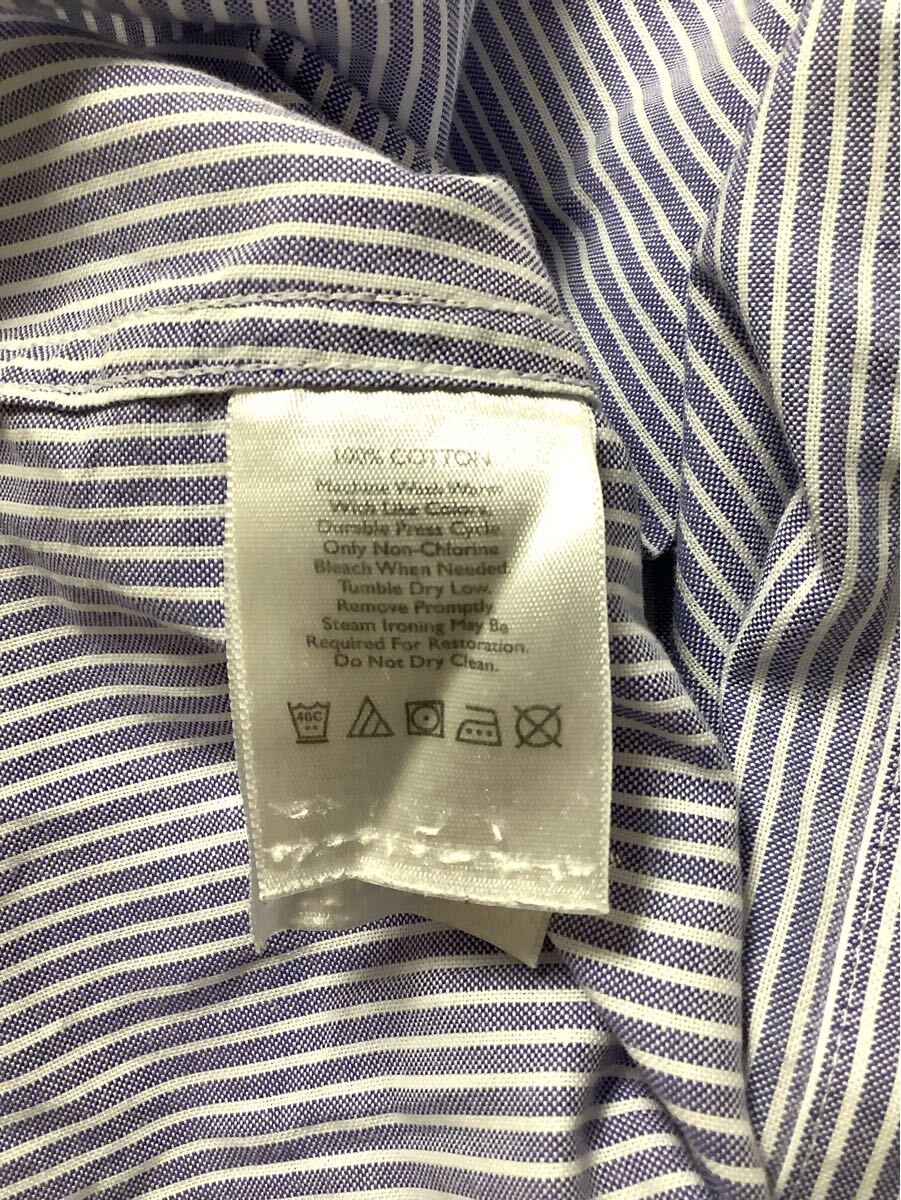 100% COTTON
Machine Wash Warm
With Like Colors.
Durable Press Cycle.
Only Non-Chlorine
Bleach When Needed.
Tumble Dry Low.
Remove Promptly
Steam Ironing May Be
Required For Restoration.
Do Not Dry Clean.
40C